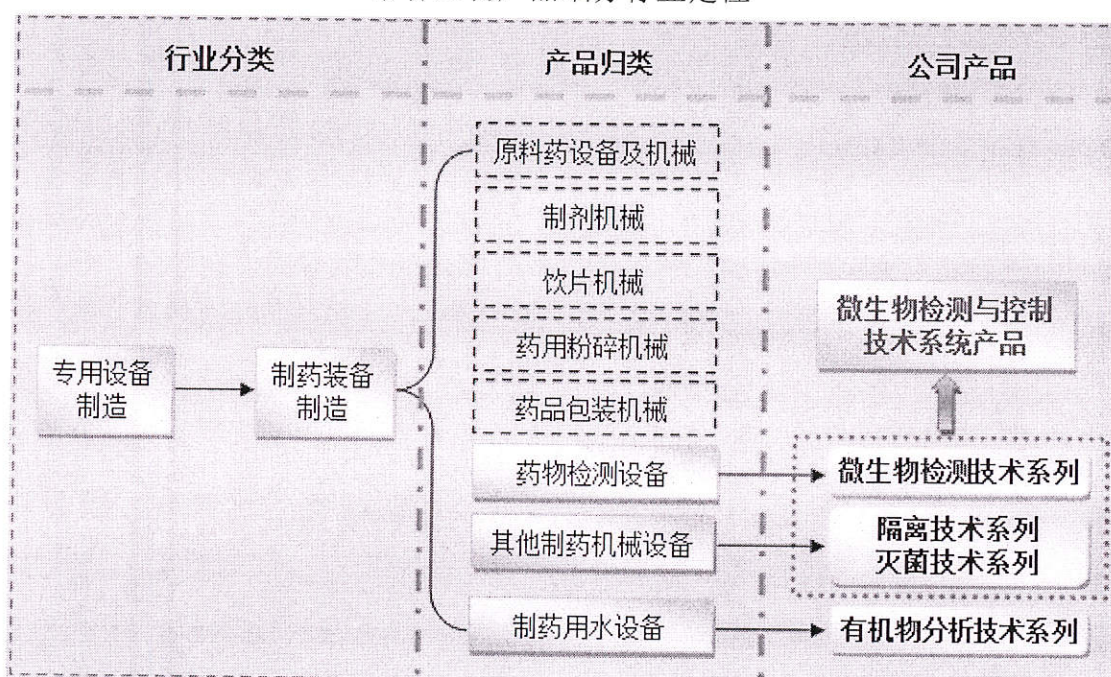 行业分类
产品归类
公司产品
原料药设备及机械
制剂机械
饮片机械
药用粉碎机械
药品包装机械
药物检测设备
其他制药机械设备
制药用水设备
专用设备
制造
制药装备
制造
微生物检测与控制
技术系统产品
微生物检测技术系列
隔离技术系列
灭菌技术系列
有机物分析技术系列